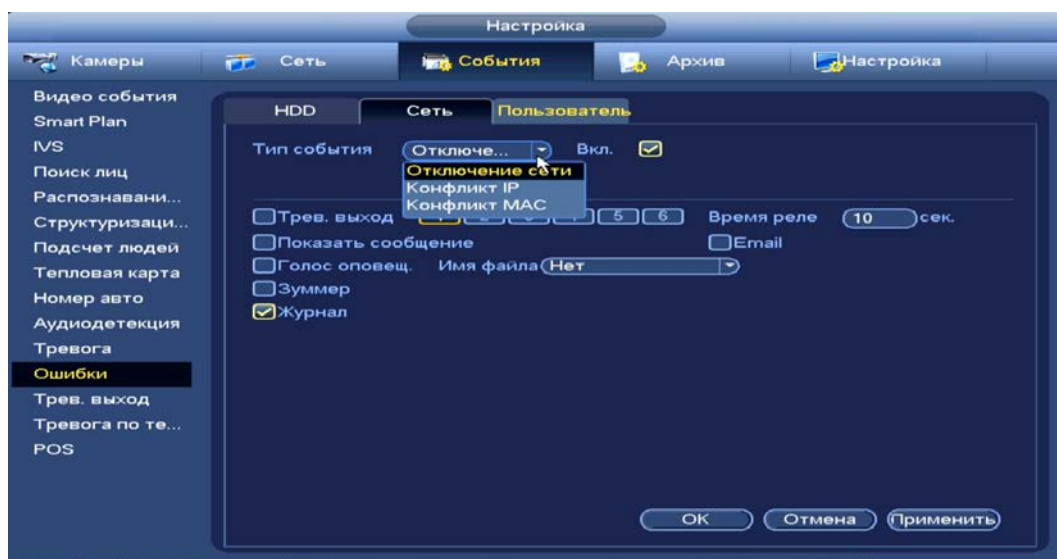 Настройка
Камеры Сеть События Архив Настройка
Видео события
Smart Plan
IVS
Поиск лиц
Распознавани...
Структуризаци...
Подсчет людей
Тепловая карта
Номер авто
Аудиодетекция
Тревога
Ошибки
Трев. выход
Тревога по те...
POS
HDD Сеть Пользователь
Тип события Отключе... Вкл.
Отключение сети
Конфликт IP
Конфликт MAC
Трев. выход 5 6 Время реле 10 сек.
Показать сообщение Email
Голос оповещ. Имя файла Нет
Зуммер
Журнал
OK Отмена Применить